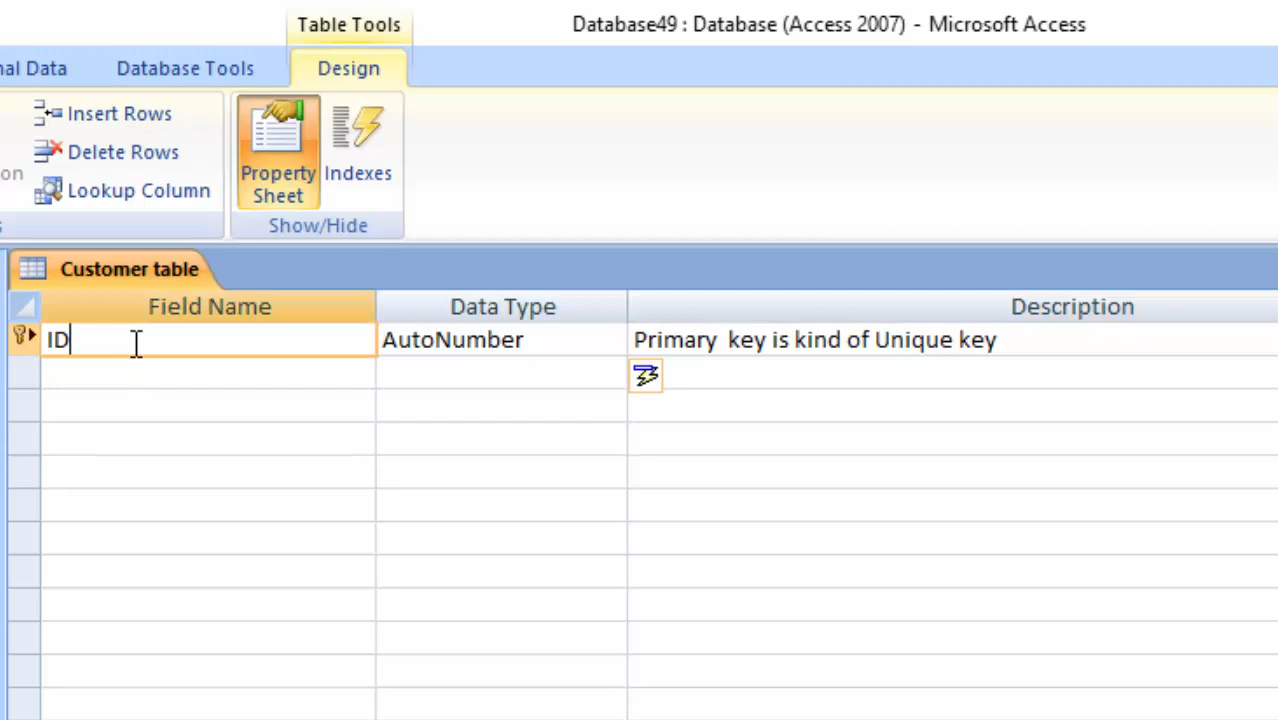 Table Tools
Database49 : Database (Access 2007) - Microsoft Access
nal Data
Database Tools
Design
Insert Rows
Delete Rows
on
Lookup Column
Property
Sheet
Indexes
s
Show/Hide
Customer table
Field Name
Data Type
Description
ID
AutoNumber
Primary  key is kind of Unique key